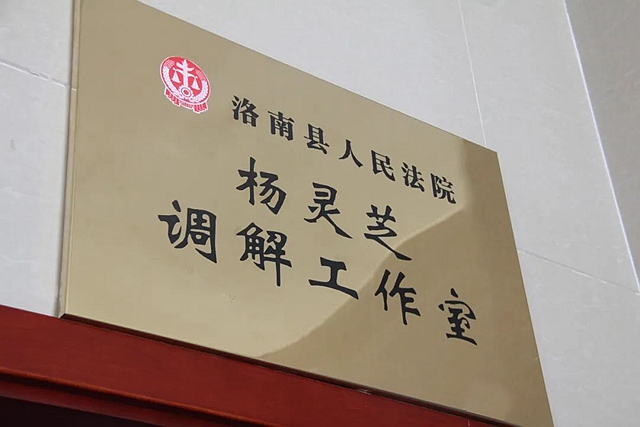 洛南县人民法院
杨灵芝
调解工作室